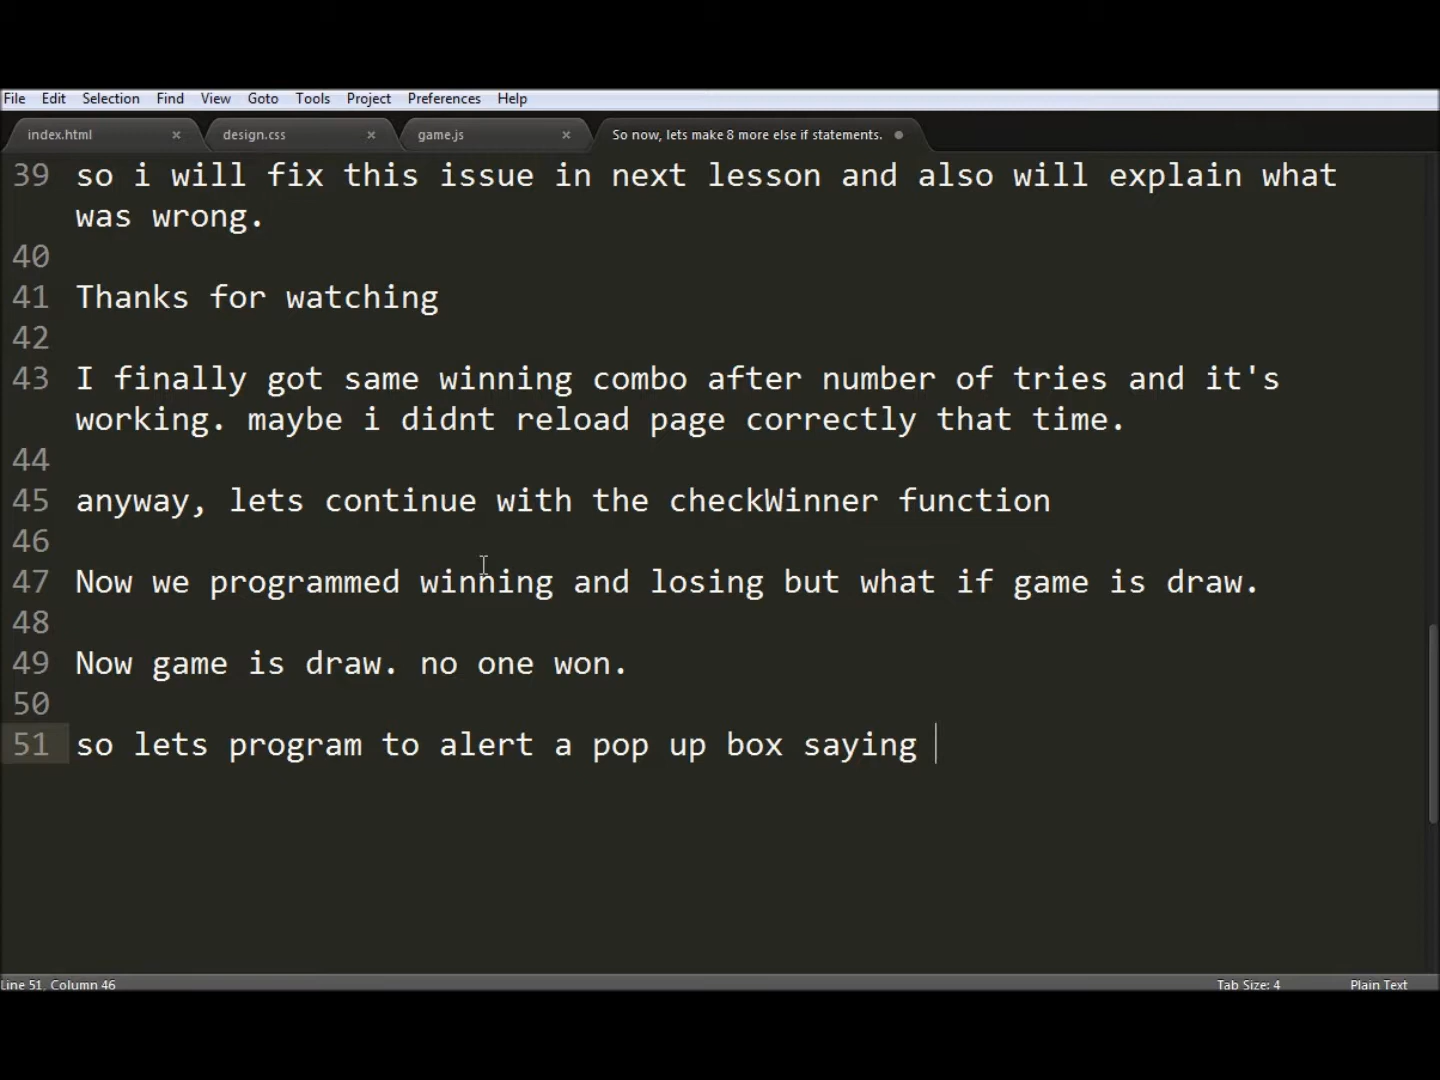 File Edit Selection Find View Goto Tools Project Preferences Help
index.html × design.css × game.js × So now, lets make 8 more else if statements.
39 so i will fix this issue in next lesson and also will explain what
was wrong.
40
41 Thanks for watching
42
43 I finally got same winning combo after number of tries and it's
working. maybe i didnt reload page correctly that time.
44
45 anyway, lets continue with the checkWinner function
46
47 Now we programmed winning and losing but what if game is draw.
48
49 Now game is draw. no one won.
50
51 so lets program to alert a pop up box saying
Line 51, Column 46 Tab Size: 4 Plain Text